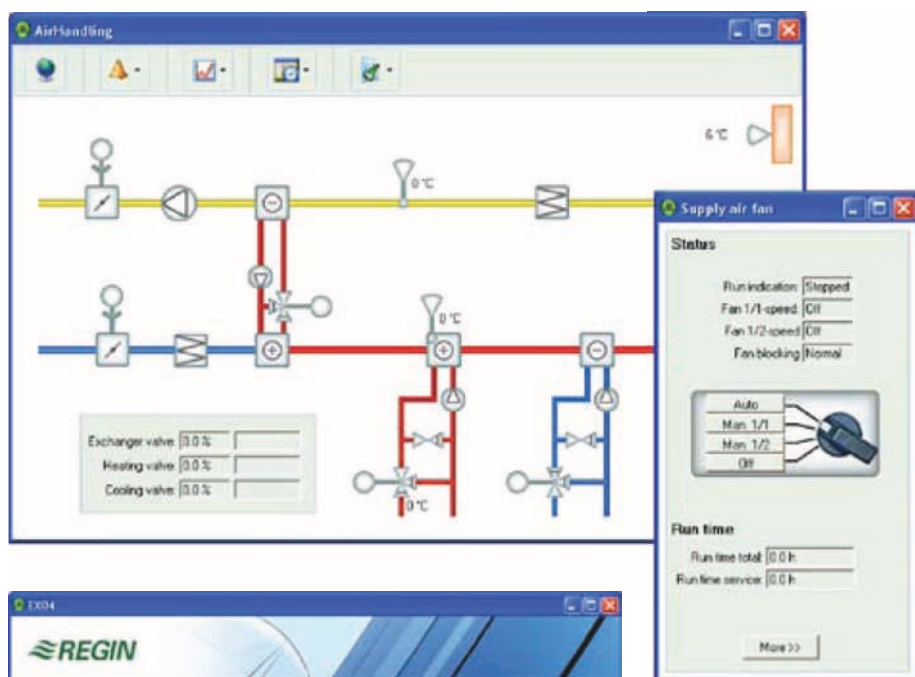 AirHandling
6 °C
0 °C
Supply air fan
Status
Run indication: Stopped
Fan 1/1-speed: Off
Fan 1/2-speed: Off
Fan blocking: Normal
0 °C
Auto
Man. 1/1
Man. 1/2
Off
Exchanger valve: 0.0 %
Heating valve: 0.0 %
Cooling valve: 0.0 %
0 °C
Run time
Run time total: 0.0 h
Run time service: 0.0 h
EX04
REGIN
More >>